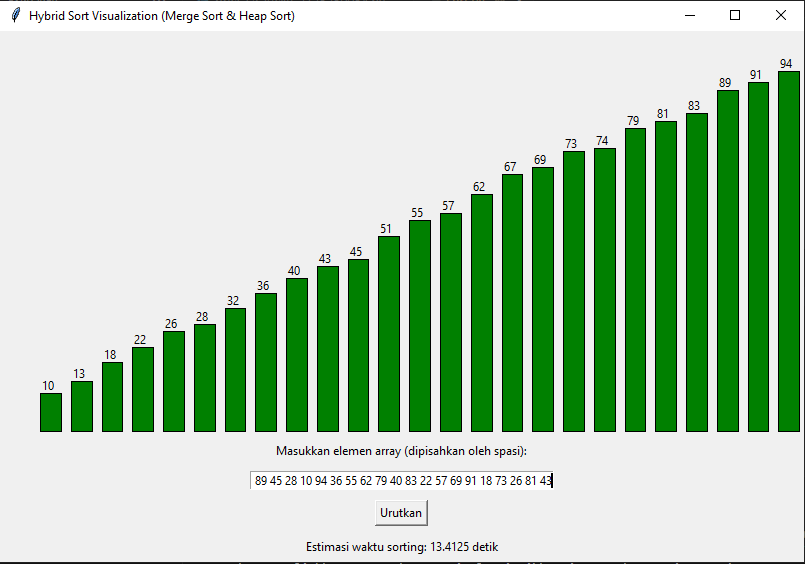 Hybrid Sort Visualization (Merge Sort & Heap Sort)
10 13 18 22 26 28 32 36 40 43 45 51 55 57 62 67 69 73 74 79 81 83 89 91 94
Masukkan elemen array (dipisahkan oleh spasi):
89 45 28 10 94 36 55 62 79 40 83 22 57 69 91 18 73 26 81 43
Urutkan
Estimasi waktu sorting: 13.4125 detik